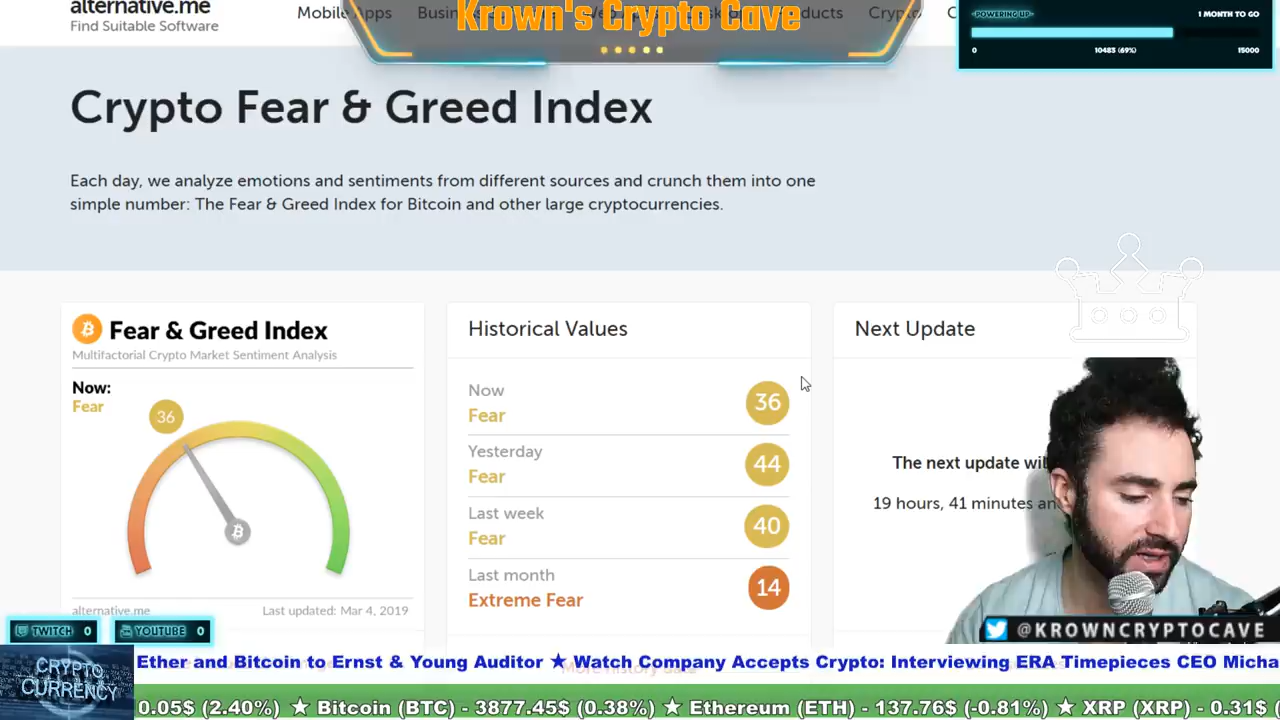 alternative.me
Find Suitable Software
Mobile Apps
Crypto
Krown's Crypto Cave
POWERING UP
1 MONTH TO GO
0
10483 (69%)
15000
Crypto Fear & Greed Index
Each day, we analyze emotions and sentiments from different sources and crunch them into one
simple number: The Fear & Greed Index for Bitcoin and other large cryptocurrencies.
Fear & Greed Index
Multifactorial Crypto Market Sentiment Analysis
Now:
Fear
36
alternative.me
Last updated: Mar 4, 2019
Historical Values
Now
Fear
36
Yesterday
Fear
44
Last week
Fear
40
Last month
Extreme Fear
14
More history data
Next Update
The next update wil
19 hours, 41 minutes an
@KROWNCRYPTOCAVE
TWITCH 0
YOUTUBE 0
CRYPTO
CURRENCY
Ether and Bitcoin to Ernst & Young Auditor ★ Watch Company Accepts Crypto: Interviewing ERA Timepieces CEO Micha
0.05$ (2.40%) ★ Bitcoin (BTC) - 3877.45$ (0.38%) ★ Ethereum (ETH) - 137.76$ (-0.81%) ★ XRP (XRP) - 0.31$ (